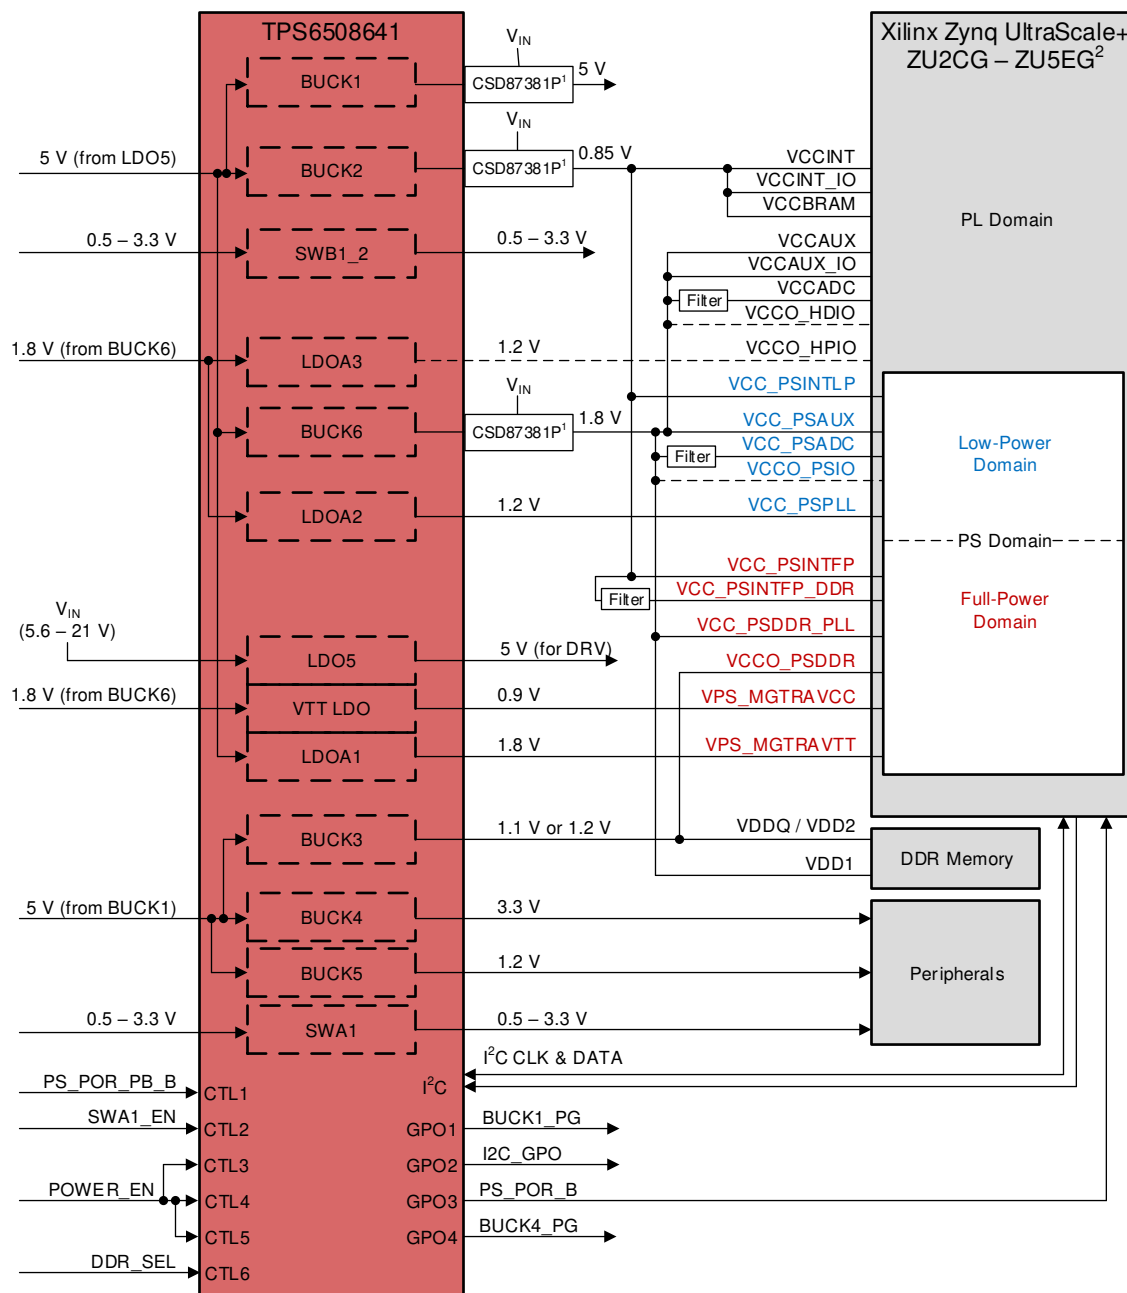 TPS6508641
Xilinx Zynq UltraScale+
ZU2CG – ZU5EG²
V_IN
BUCK1
CSD87381P¹
5 V
V_IN
5 V (from LDO5)
BUCK2
CSD87381P¹
0.85 V
VCCINT
VCCINT_IO
VCCBRAM
PL Domain
0.5 – 3.3 V
SWB1_2
0.5 – 3.3 V
VCCAUX
VCCAUX_IO
Filter
VCCADC
VCCO_HDIO
1.8 V (from BUCK6)
LDOA3
1.2 V
VCCO_HPIO
V_IN
VCC_PSINTLP
BUCK6
CSD87381P¹
1.8 V
VCC_PSAUX
Filter
VCC_PSADC
VCCO_PSIO
Low-Power
Domain
LDOA2
1.2 V
VCC_PSPLL
PS Domain
VCC_PSINTFP
Filter
VCC_PSINTFP_DDR
Full-Power
Domain
V_IN
(5.6 – 21 V)
VCC_PSDDR_PLL
LDO5
5 V (for DRV)
VCCO_PSDDR
1.8 V (from BUCK6)
VTT LDO
0.9 V
VPS_MGTRAVCC
LDOA1
1.8 V
VPS_MGTRAVTT
BUCK3
1.1 V or 1.2 V
VDDQ / VDD2
VDD1
DDR Memory
5 V (from BUCK1)
BUCK4
3.3 V
BUCK5
1.2 V
Peripherals
0.5 – 3.3 V
SWA1
0.5 – 3.3 V
I²C CLK & DATA
I²C
PS_POR_PB_B
CTL1
SWA1_EN
CTL2
GPO1
BUCK1_PG
CTL3
GPO2
I2C_GPO
POWER_EN
CTL4
GPO3
PS_POR_B
CTL5
GPO4
BUCK4_PG
DDR_SEL
CTL6